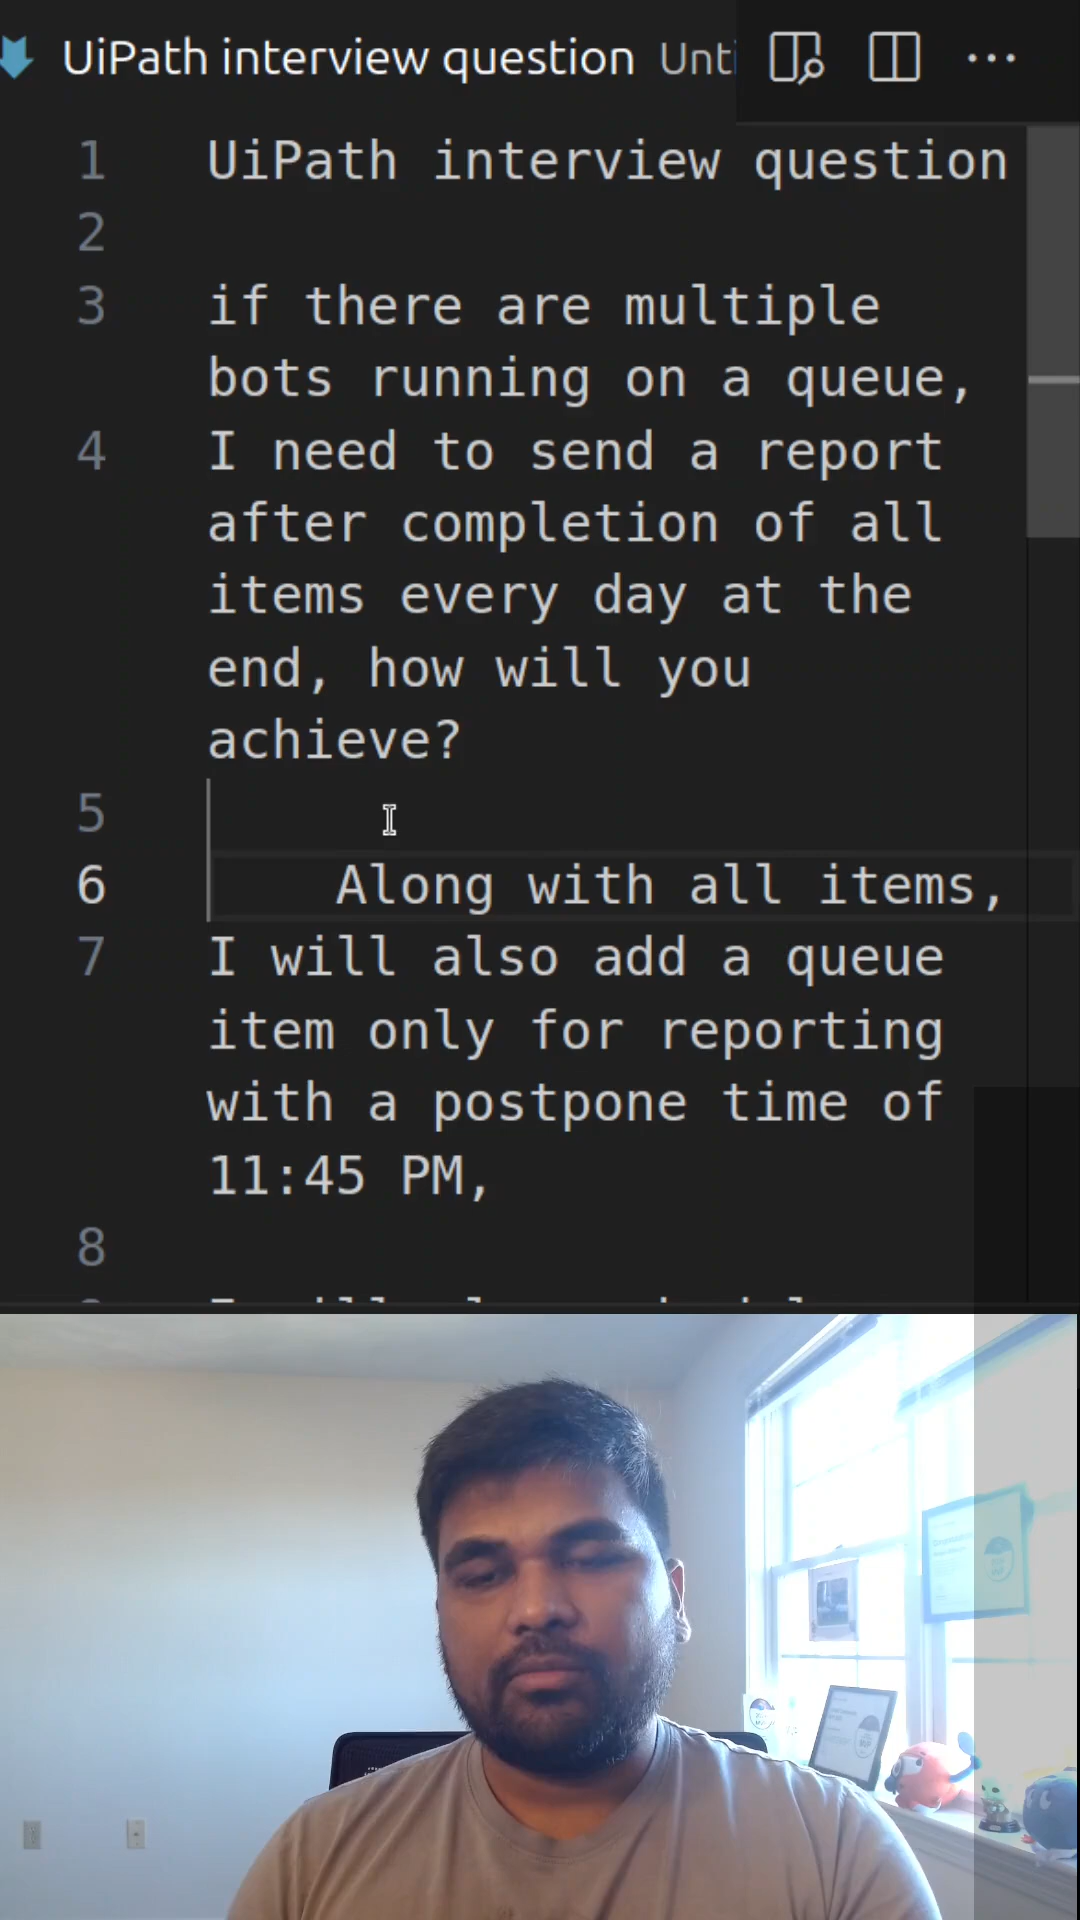 UiPath interview question Unti
1 UiPath interview question
2
3 if there are multiple
bots running on a queue,
4 I need to send a report
after completion of all
items every day at the
end, how will you
achieve?
5
6 Along with all items,
7 I will also add a queue
item only for reporting
with a postpone time of
11:45 PM,
8